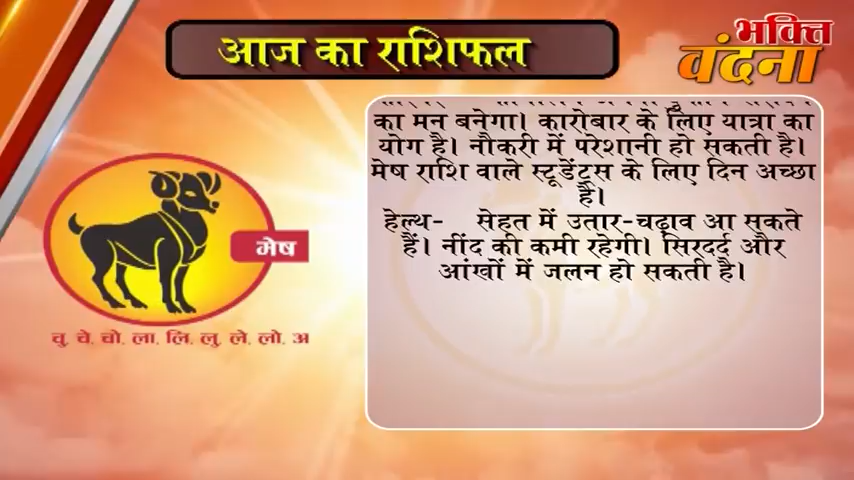 आज का राशिफल
भक्ति
वंदना
का मन बनेगा। कारोबार के लिए यात्रा का
योग है। नौकरी में परेशानी हो सकती है।
मेष राशि वाले स्टूडेंट्स के लिए दिन अच्छा
है।
हेल्थ- सेहत में उतार-चढ़ाव आ सकते
हैं। नींद की कमी रहेगी। सिरदर्द और
आंखों में जलन हो सकती है।
मेष
चु, चे, चो, ला, लि, लु, ले, लो, अ